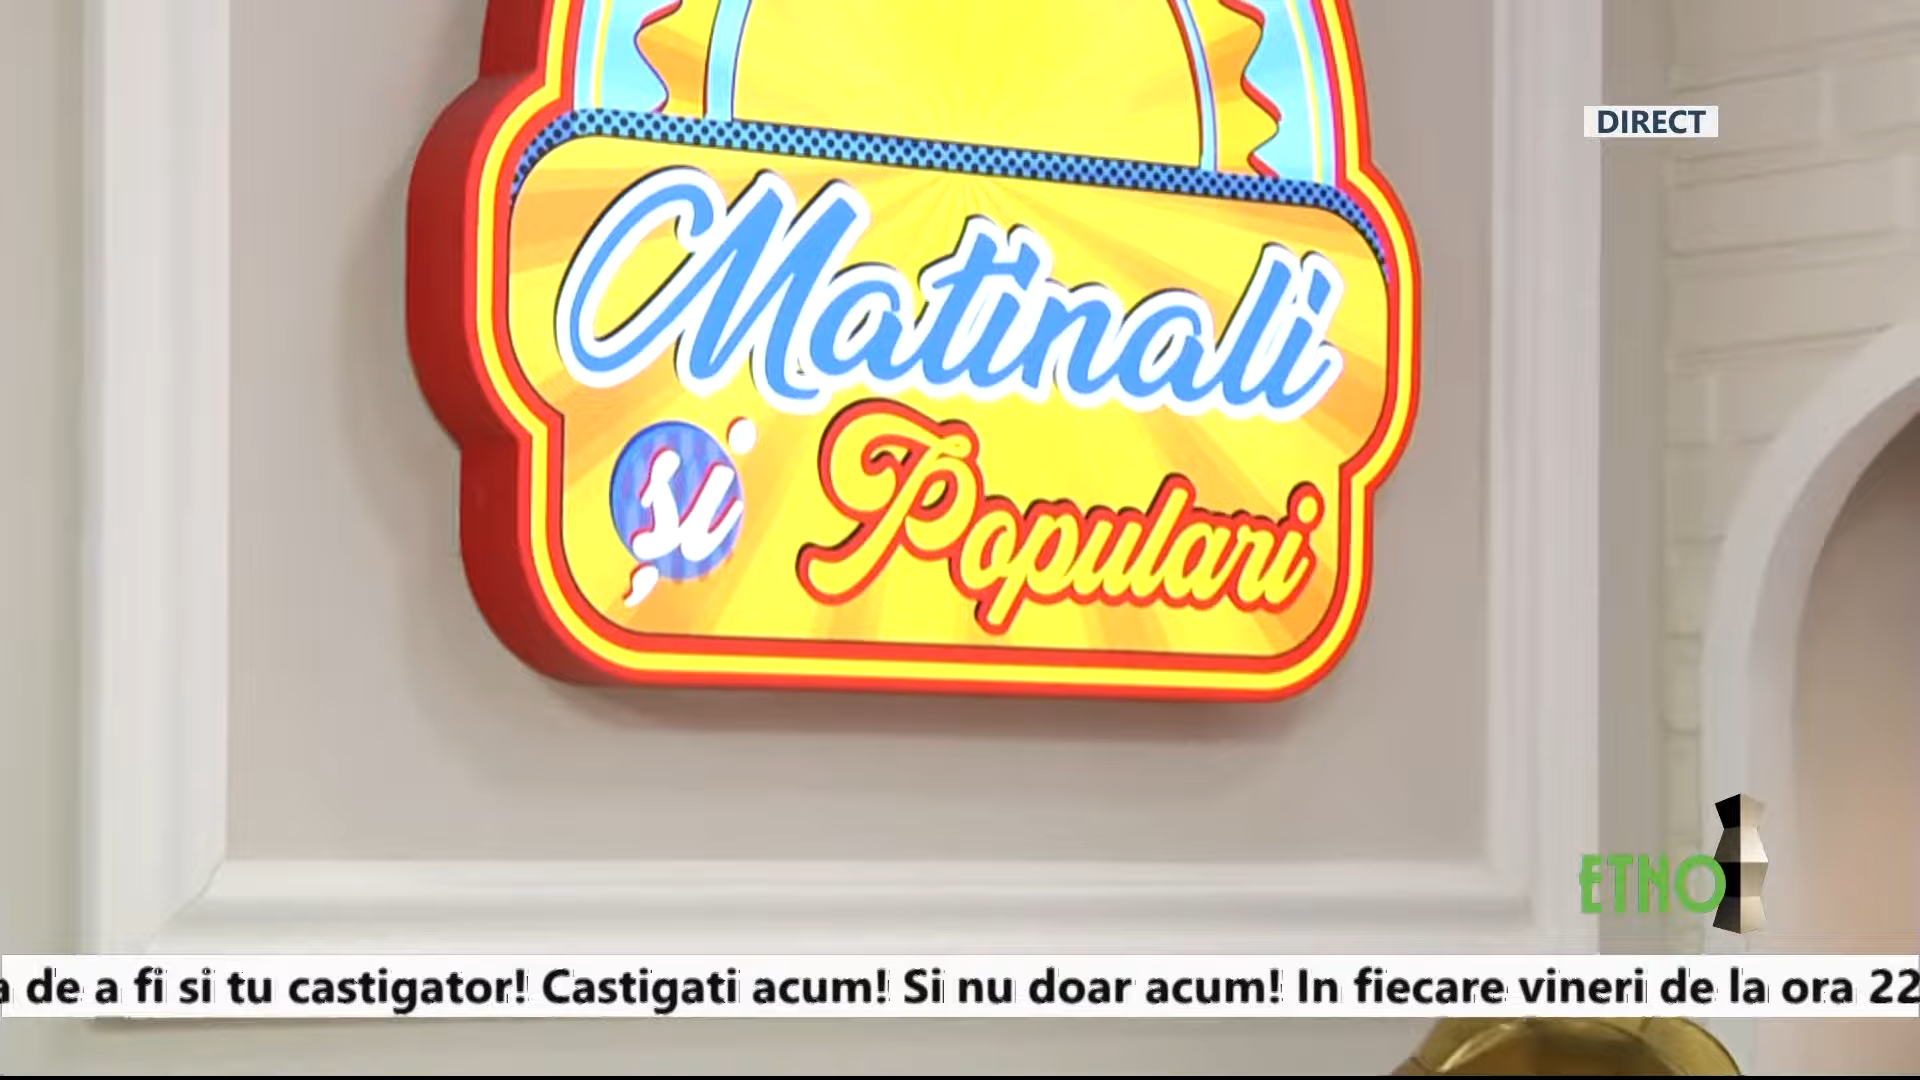 DIRECT
Matinali
și Populari
ETNO
a de a fi si tu castigator! Castigati acum! Si nu doar acum! In fiecare vineri de la ora 22